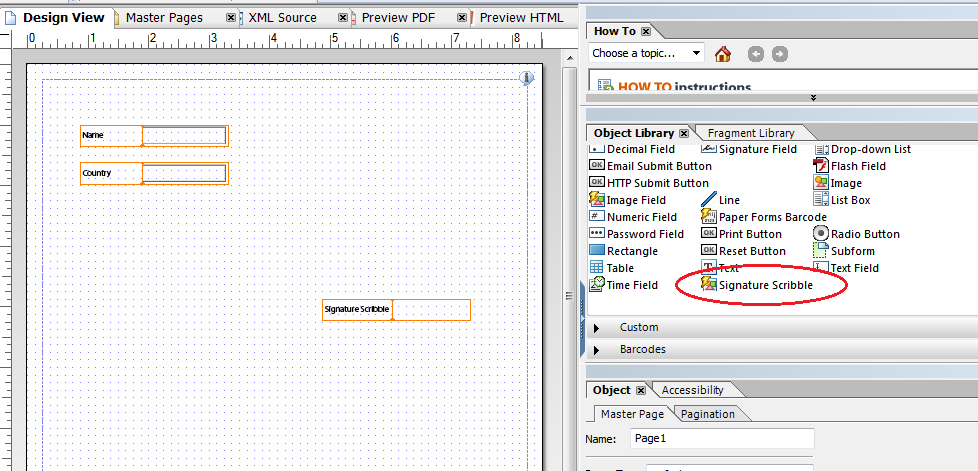 Design View Master Pages XML Source Preview PDF Preview HTML
0 1 2 3 4 5 6 7 8
Name
Country
Signature Scribble
How To
Choose a topic...
HOW TO instructions
Object Library Fragment Library
Decimal Field Signature Field Drop-down List
OK Email Submit Button Flash Field
OK HTTP Submit Button Image
Image Field Line List Box
# Numeric Field Paper Forms Barcode
Password Field OK Print Button Radio Button
Rectangle OK Reset Button Subform
Table T Text Text Field
Time Field Signature Scribble
Custom
Barcodes
Object Accessibility
Master Page Pagination
Name: Page1